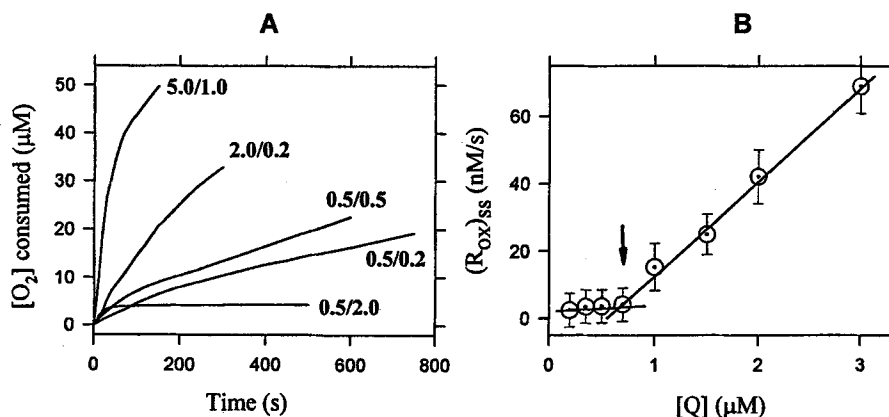 A
B
[O₂] consumed (μM)
50
40
30
20
10
0
5.0/1.0
2.0/0.2
0.5/0.5
0.5/0.2
0.5/2.0
0 200 400 600 800
Time (s)
(R_OX)_SS (nM/s)
60
40
20
0
0 1 2 3
[Q] (μM)